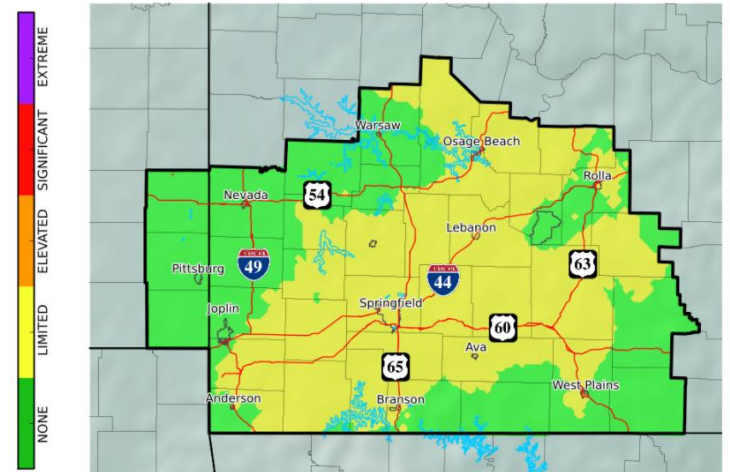 EXTREME
SIGNIFICANT
ELEVATED
LIMITED
NONE
Warsaw
Osage Beach
Rolla
Nevada
54
Lebanon
Pittsburg
49
44
63
Joplin
Springfield
60
Ava
65
West Plains
Anderson
Branson